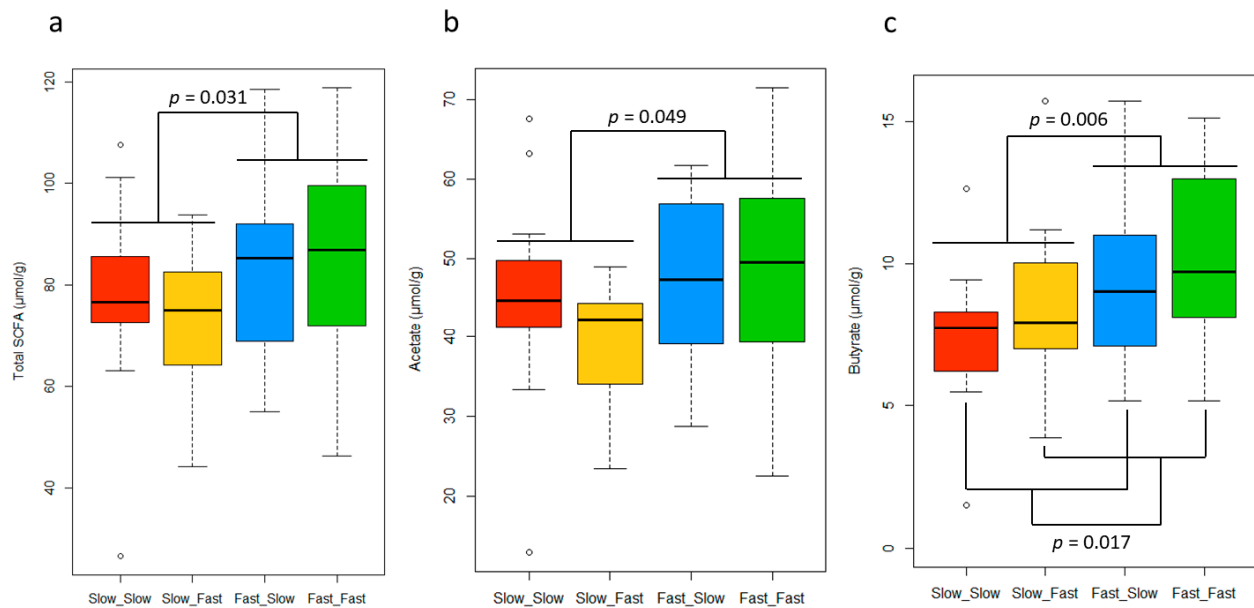 a
Total SCFA (µmol/g)
120
100
80
60
40
p = 0.031
Slow_Slow Slow_Fast Fast_Slow Fast_Fast
b
Acetate (µmol/g)
70
60
50
40
30
20
p = 0.049
Slow_Slow Slow_Fast Fast_Slow Fast_Fast
c
Butyrate (µmol/g)
15
10
5
0
p = 0.006
p = 0.017
Slow_Slow Slow_Fast Fast_Slow Fast_Fast